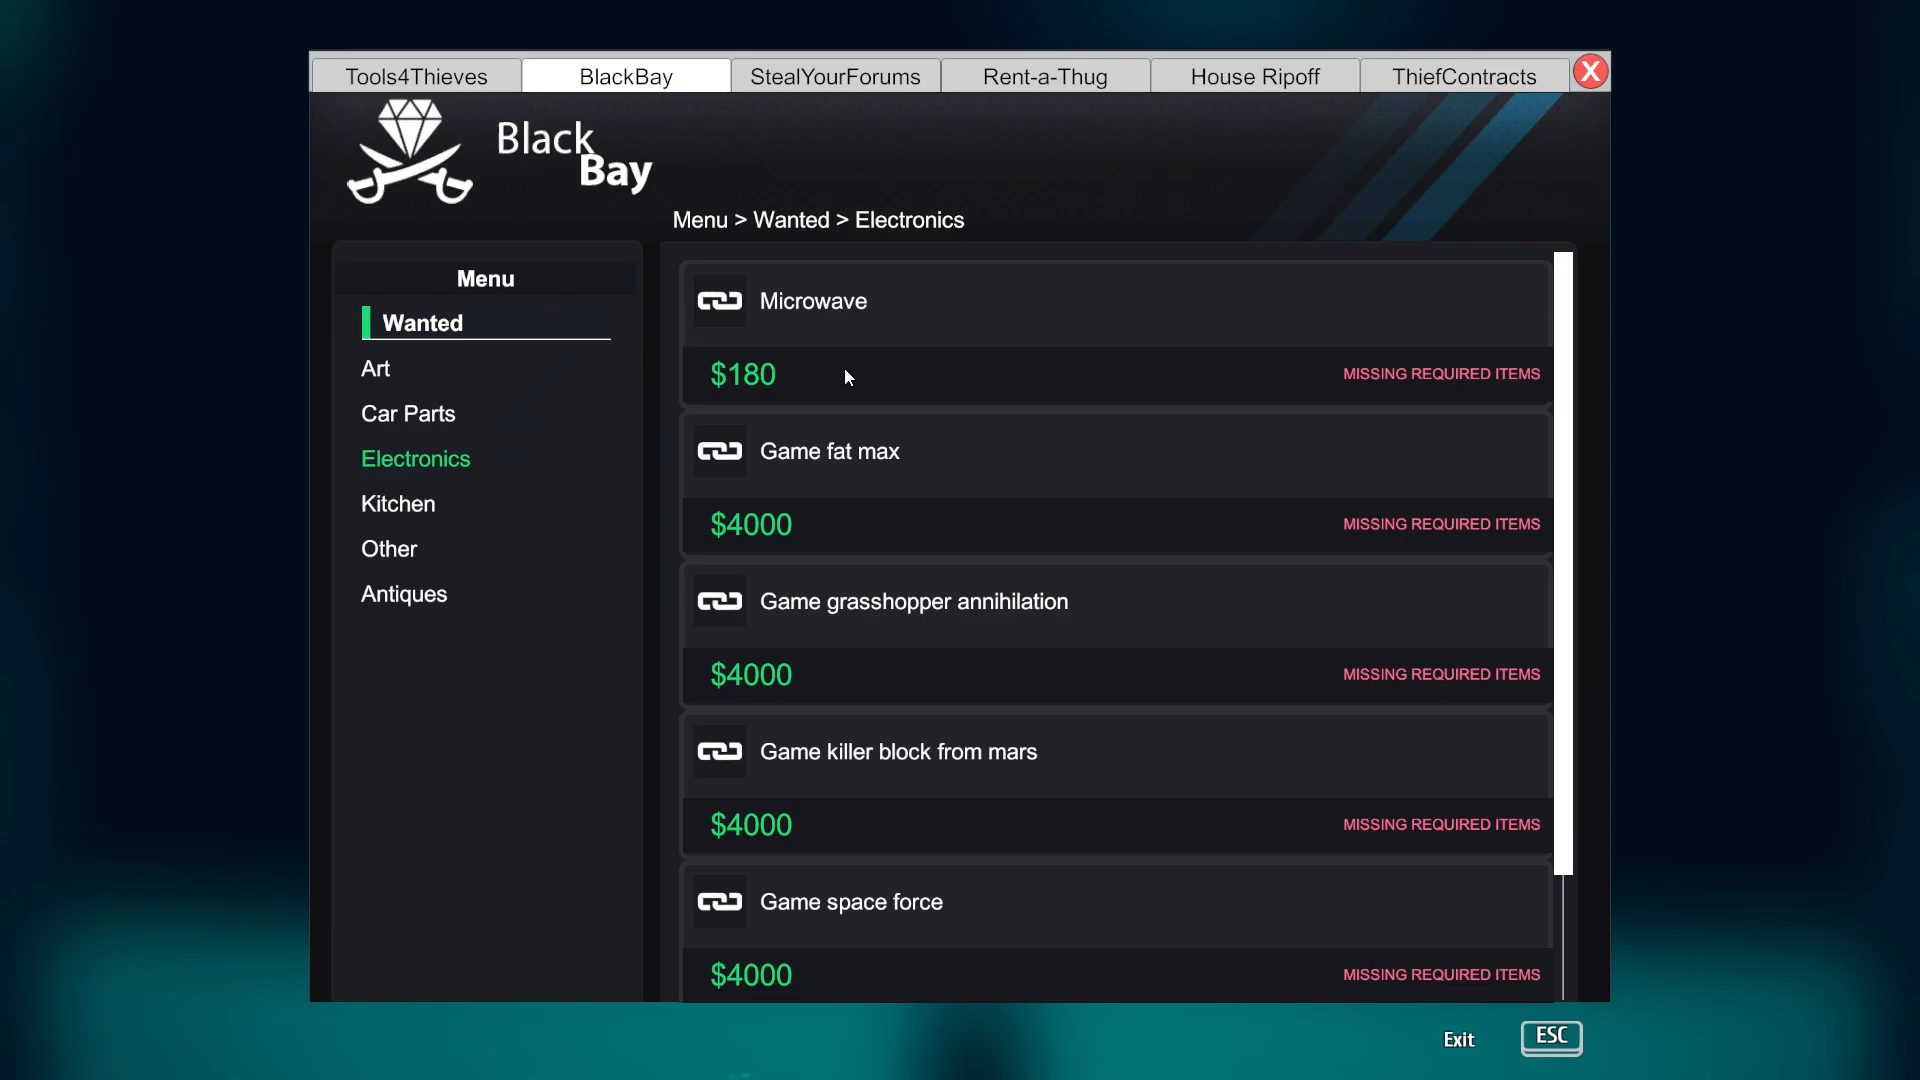 Tools4Thieves
BlackBay
StealYourForums
Rent-a-Thug
House Ripoff
ThiefContracts
X
Black
Bay
Menu > Wanted > Electronics
Menu
Wanted
Art
Car Parts
Electronics
Kitchen
Other
Antiques
Microwave
$180
MISSING REQUIRED ITEMS
Game fat max
$4000
MISSING REQUIRED ITEMS
Game grasshopper annihilation
$4000
MISSING REQUIRED ITEMS
Game killer block from mars
$4000
MISSING REQUIRED ITEMS
Game space force
$4000
MISSING REQUIRED ITEMS
Exit
ESC